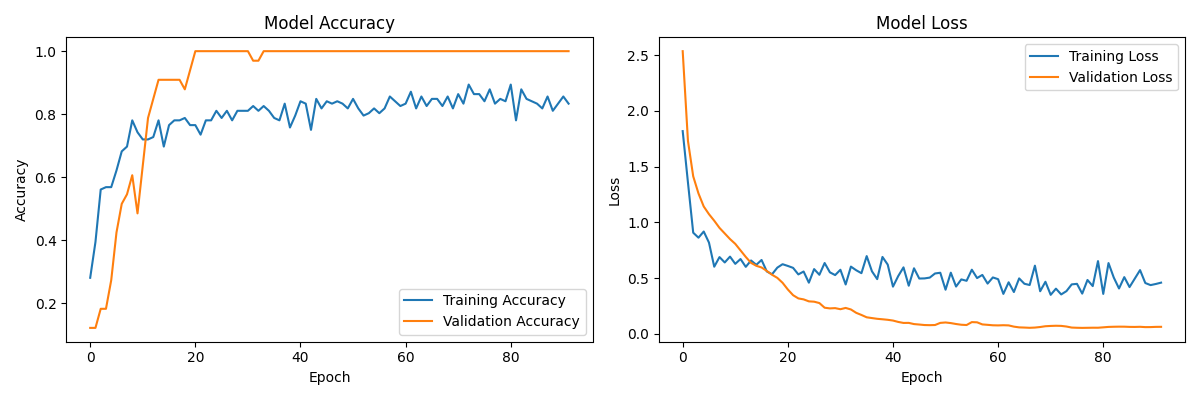 Model Accuracy
1.0
0.8
0.6
0.4
0.2
Accuracy
0
20
40
60
80
Epoch
Training Accuracy
Validation Accuracy
Model Loss
2.5
2.0
1.5
1.0
0.5
0.0
Loss
0
20
40
60
80
Epoch
Training Loss
Validation Loss